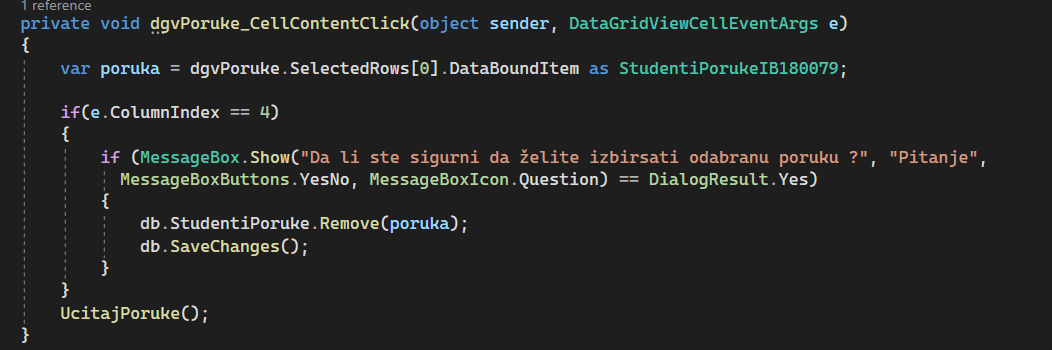 1 reference
private void dgvPoruke_CellContentClick(object sender, DataGridViewCellEventArgs e)
{
var poruka = dgvPoruke.SelectedRows[0].DataBoundItem as StudentiPorukeIB180079;
if(e.ColumnIndex == 4)
{
if (MessageBox.Show("Da li ste sigurni da želite izbirsati odabranu poruku ?", "Pitanje",
MessageBoxButtons.YesNo, MessageBoxIcon.Question) == DialogResult.Yes)
{
db.StudentiPoruke.Remove(poruka);
db.SaveChanges();
}
}
UcitajPoruke();
}